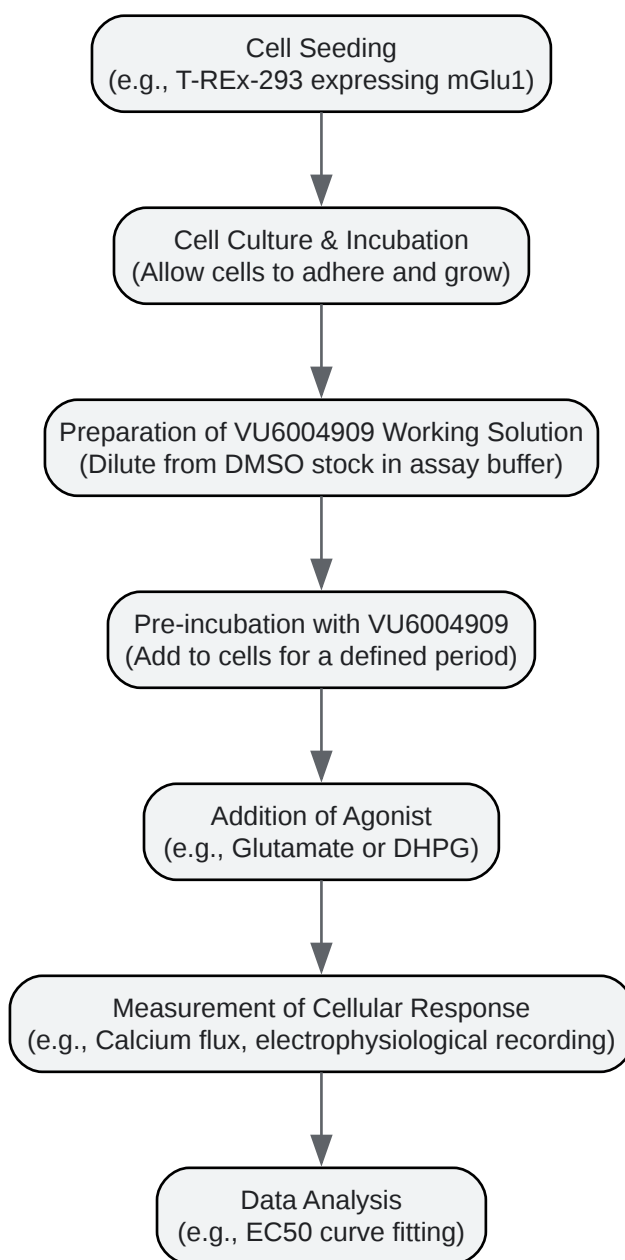 Cell Seeding
(e.g., T-REx-293 expressing mGlu1)
Cell Culture & Incubation
(Allow cells to adhere and grow)
Preparation of VU6004909 Working Solution
(Dilute from DMSO stock in assay buffer)
Pre-incubation with VU6004909
(Add to cells for a defined period)
Addition of Agonist
(e.g., Glutamate or DHPG)
Measurement of Cellular Response
(e.g., Calcium flux, electrophysiological recording)
Data Analysis
(e.g., EC50 curve fitting)